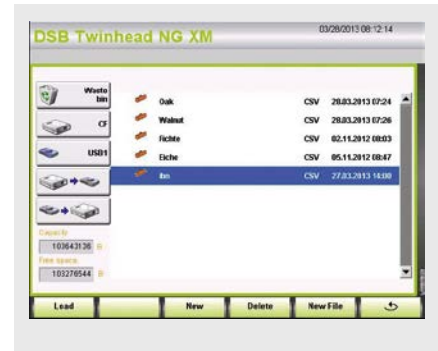 DSB Twinhead NG XM
03/28/2013 08:12:14
Waste bin
CF
USB1
Oak CSV 28.03.2013 07:24
Walnut CSV 28.03.2013 07:26
Fichte CSV 02.11.2012 08:03
Eiche CSV 05.11.2012 08:47
ibn CSV 27.03.2013 14:00
Capacity
103643136 B
Free space
103276544 B
Load
New
Delete
New File